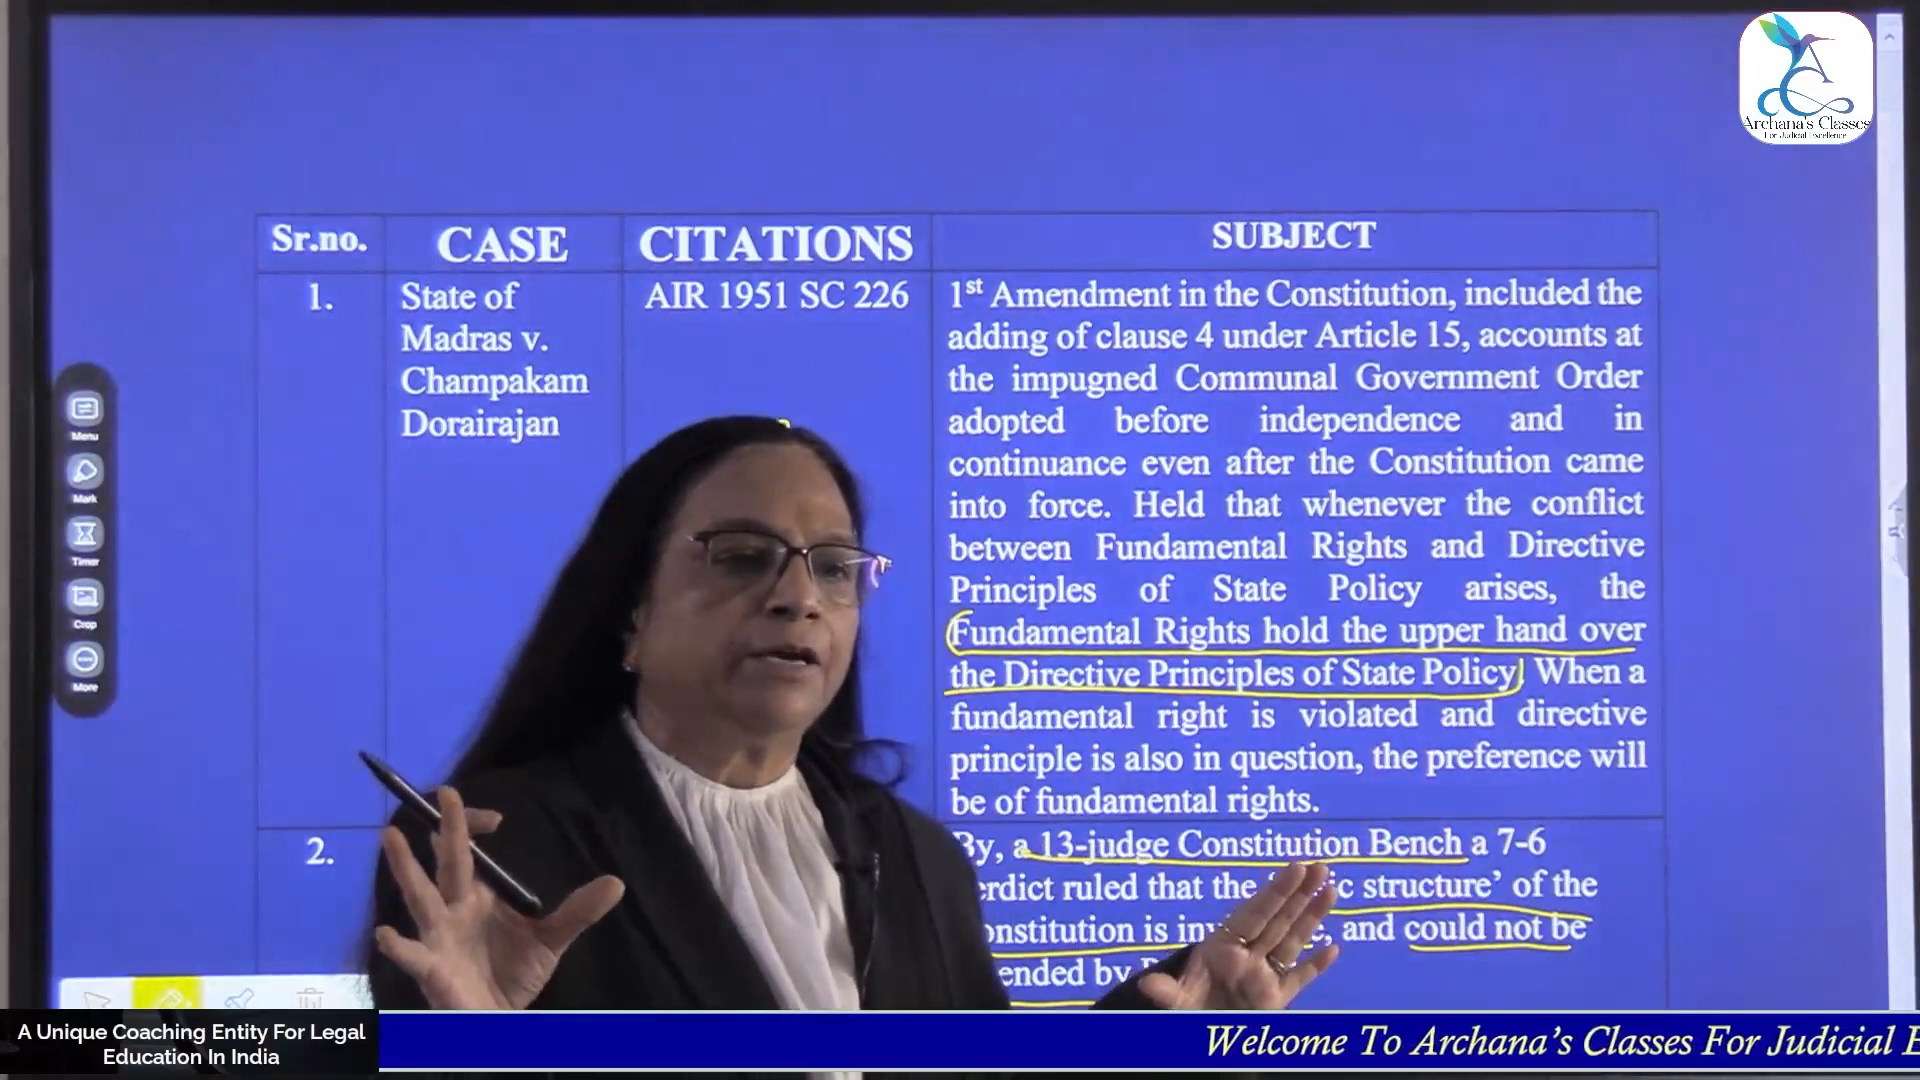 Archana's Classes
For Judicial Excellence
Sr.no.
CASE
CITATIONS
SUBJECT
1.
State of
Madras v.
Champakam
Dorairajan
AIR 1951 SC 226
1st Amendment in the Constitution, included the
adding of clause 4 under Article 15, accounts at
the impugned Communal Government Order
adopted before independence and in
continuance even after the Constitution came
into force. Held that whenever the conflict
between Fundamental Rights and Directive
Principles of State Policy arises, the
Fundamental Rights hold the upper hand over
the Directive Principles of State Policy. When a
fundamental right is violated and directive
principle is also in question, the preference will
be of fundamental rights.
2.
By, a 13-judge Constitution Bench a 7-6
ruled that the structure' of the
is and could not be
by
Menu
Mark
Timer
Crop
More
A Unique Coaching Entity For Legal
Education In India
Welcome To Archana's Classes For Judicial E